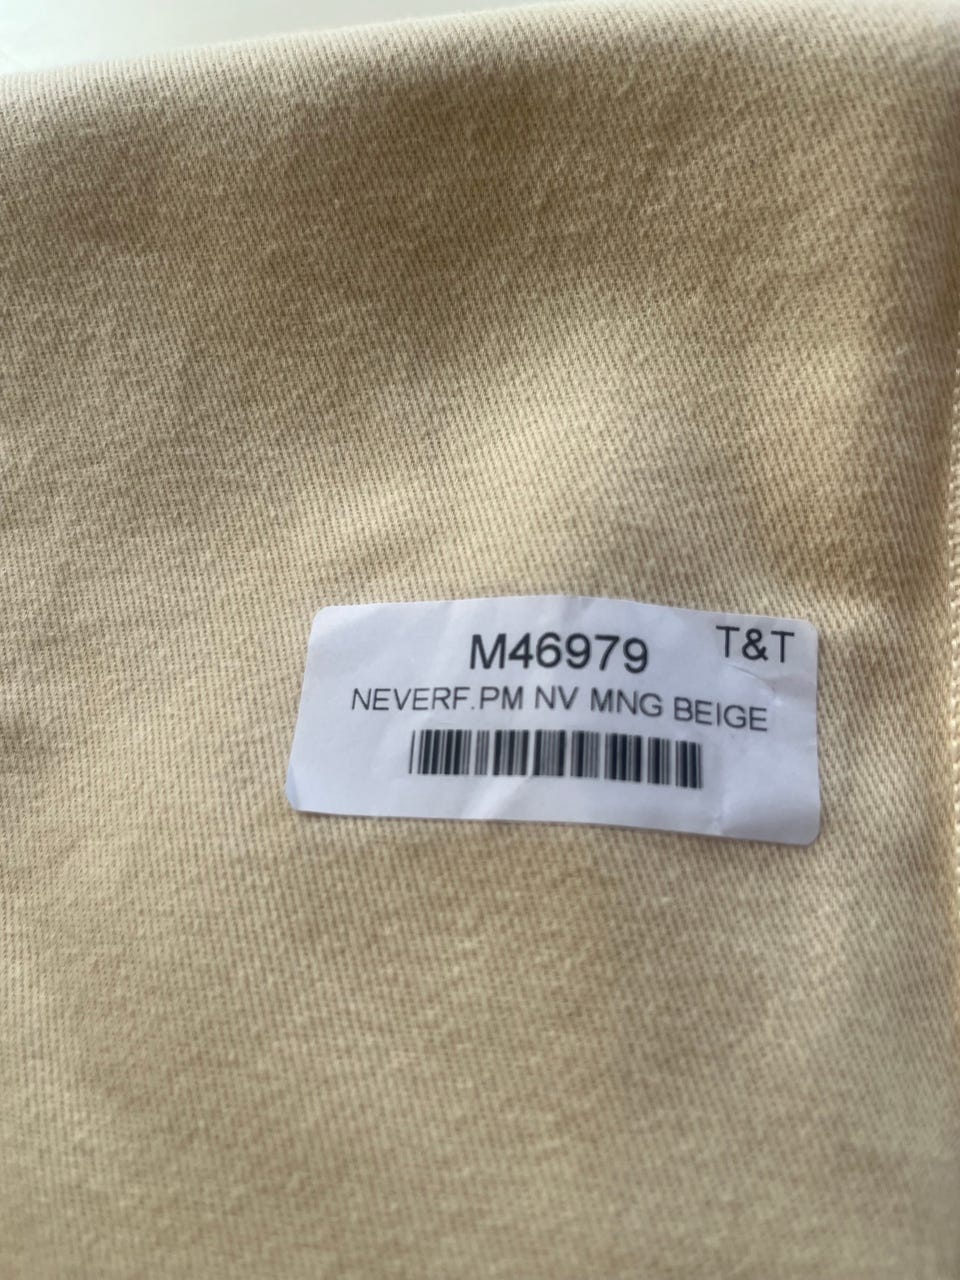 M46979 T&T
NEVERF.PM NV MNG BEIGE